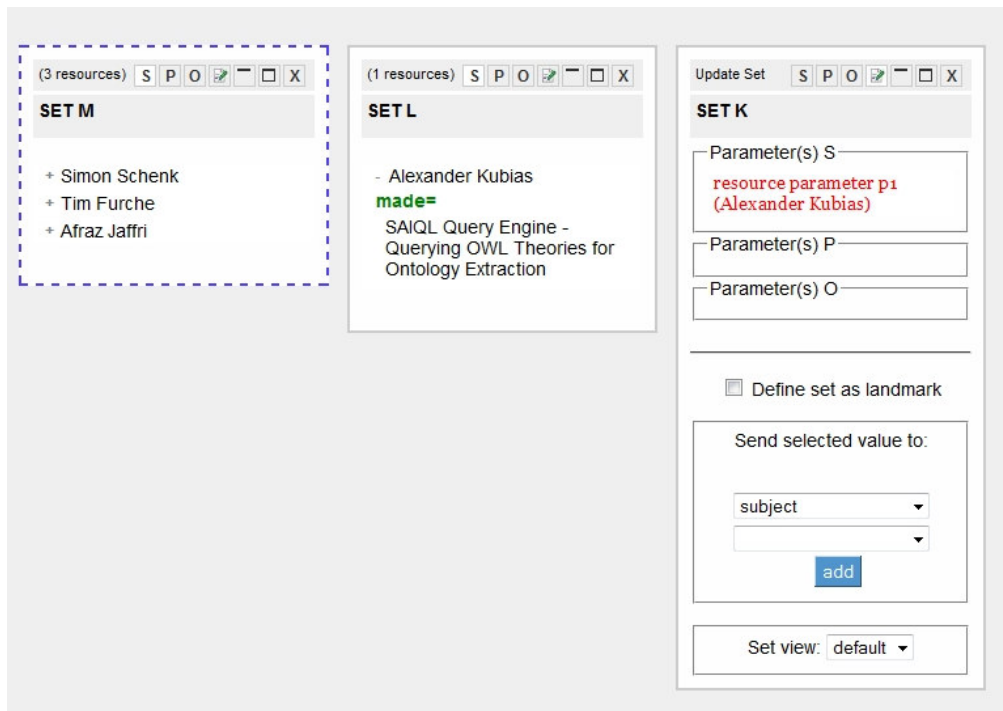 (3 resources) S P O X
SET M
+ Simon Schenk
+ Tim Furche
+ Afraz Jaffri
(1 resources) S P O X
SET L
- Alexander Kubias
made=
SAIQL Query Engine -
Querying OWL Theories for
Ontology Extraction
Update Set S P O X
SET K
Parameter(s) S
resource parameter p1
(Alexander Kubias)
Parameter(s) P
Parameter(s) O
Define set as landmark
Send selected value to:
subject
add
Set view: default